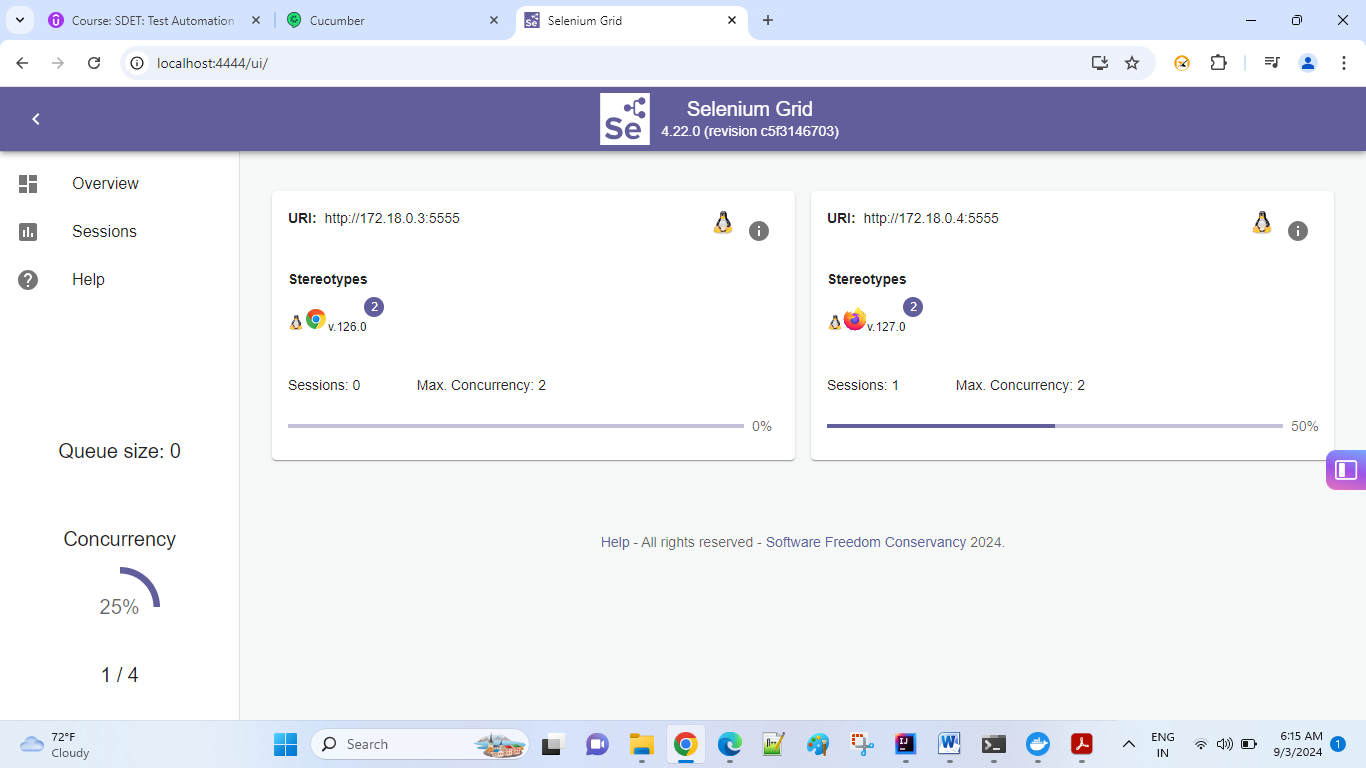 Course: SDET: Test Automation
Cucumber
Selenium Grid
localhost:4444/ui/
Se
Selenium Grid
4.22.0 (revision c5f3146703)
Overview
Sessions
Help
Queue size: 0
Concurrency
25%
1 / 4
URI: http://172.18.0.3:5555
Stereotypes
2
v.126.0
Sessions: 0 Max. Concurrency: 2
0%
URI: http://172.18.0.4:5555
Stereotypes
2
v.127.0
Sessions: 1 Max. Concurrency: 2
50%
Help - All rights reserved - Software Freedom Conservancy 2024.
72°F
Cloudy
Search
ENG
IN
6:15 AM
9/3/2024
1